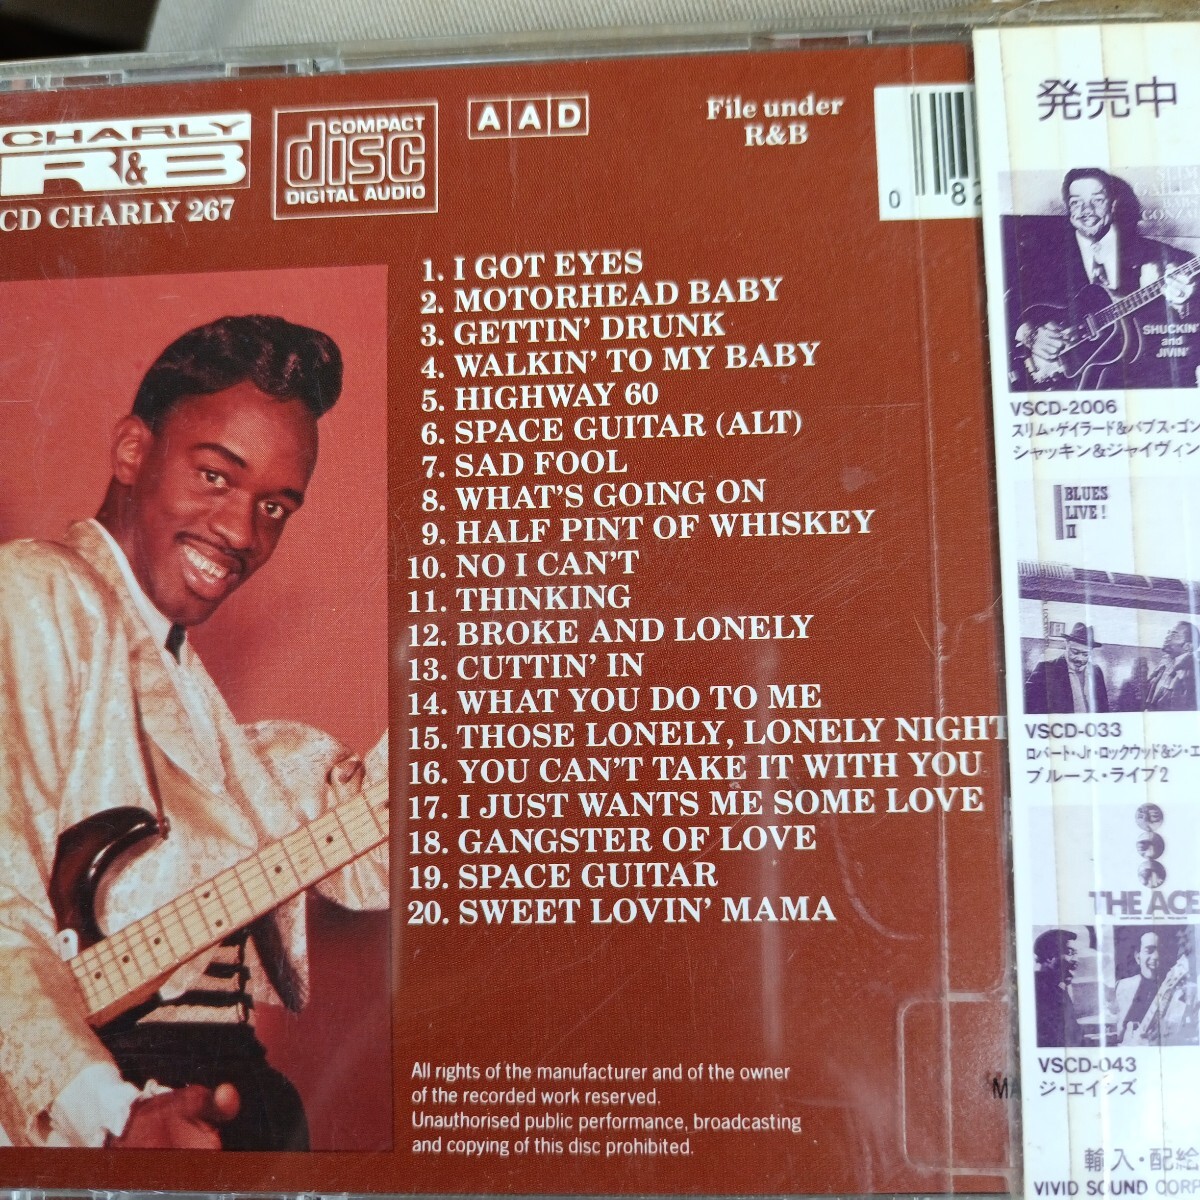 CHARLY
R&B
CD CHARLY 267
COMPACT
disc
DIGITAL AUDIO
AAD
File under
R&B
0 82
1. I GOT EYES
2. MOTORHEAD BABY
3. GETTIN' DRUNK
4. WALKIN' TO MY BABY
5. HIGHWAY 60
6. SPACE GUITAR (ALT)
7. SAD FOOL
8. WHAT'S GOING ON
9. HALF PINT OF WHISKEY
10. NO I CAN'T
11. THINKING
12. BROKE AND LONELY
13. CUTTIN' IN
14. WHAT YOU DO TO ME
15. THOSE LONELY, LONELY NIGHT
16. YOU CAN'T TAKE IT WITH YOU
17. I JUST WANTS ME SOME LOVE
18. GANGSTER OF LOVE
19. SPACE GUITAR
20. SWEET LOVIN' MAMA
All rights of the manufacturer and of the owner
of the recorded work reserved.
Unauthorised public performance, broadcasting
and copying of this disc prohibited.
発売中
SLIM
SHUCKIN'
and
JIVIN'
VSCD-2006
スリム・ゲイラード&バブス・ゴン
シャッキン&ジャイヴィン
BLUES
LIVE!
II
VSCD-033
ロバート・Jr・ロックウッド&ジ・エ
ブルース・ライブ2
THE ACE
VSCD-043
ジ・エイシズ
輸入・配給
VIVID SOUND CORP